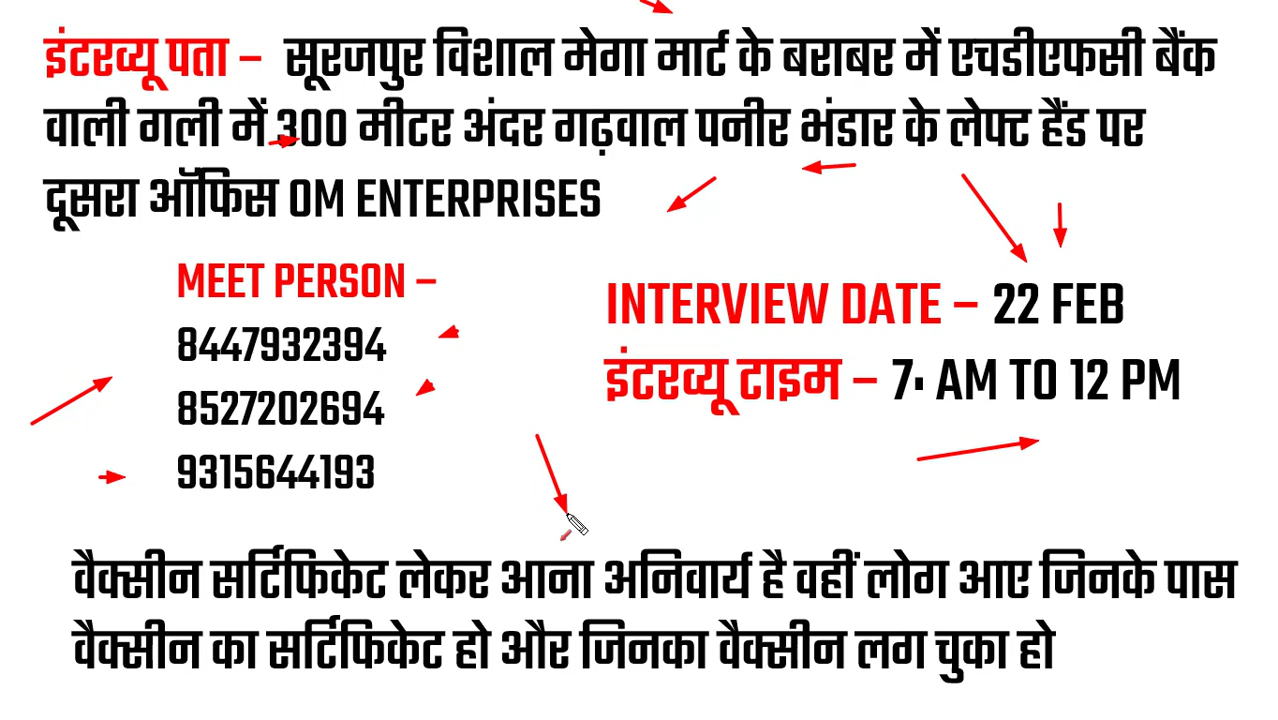 इंटरव्यू पता – सूरजपुर विशाल मेगा मार्ट के बराबर में एचडीएफसी बैंक
वाली गली में 300 मीटर अंदर गढ़वाल पनीर भंडार के लेफ्ट हैंड पर
दूसरा ऑफिस OM ENTERPRISES
MEET PERSON –
8447932394
8527202694
9315644193
INTERVIEW DATE – 22 FEB
इंटरव्यू टाइम – 7· AM TO 12 PM
वैक्सीन सर्टिफिकेट लेकर आना अनिवार्य है वहीं लोग आए जिनके पास
वैक्सीन का सर्टिफिकेट हो और जिनका वैक्सीन लग चुका हो